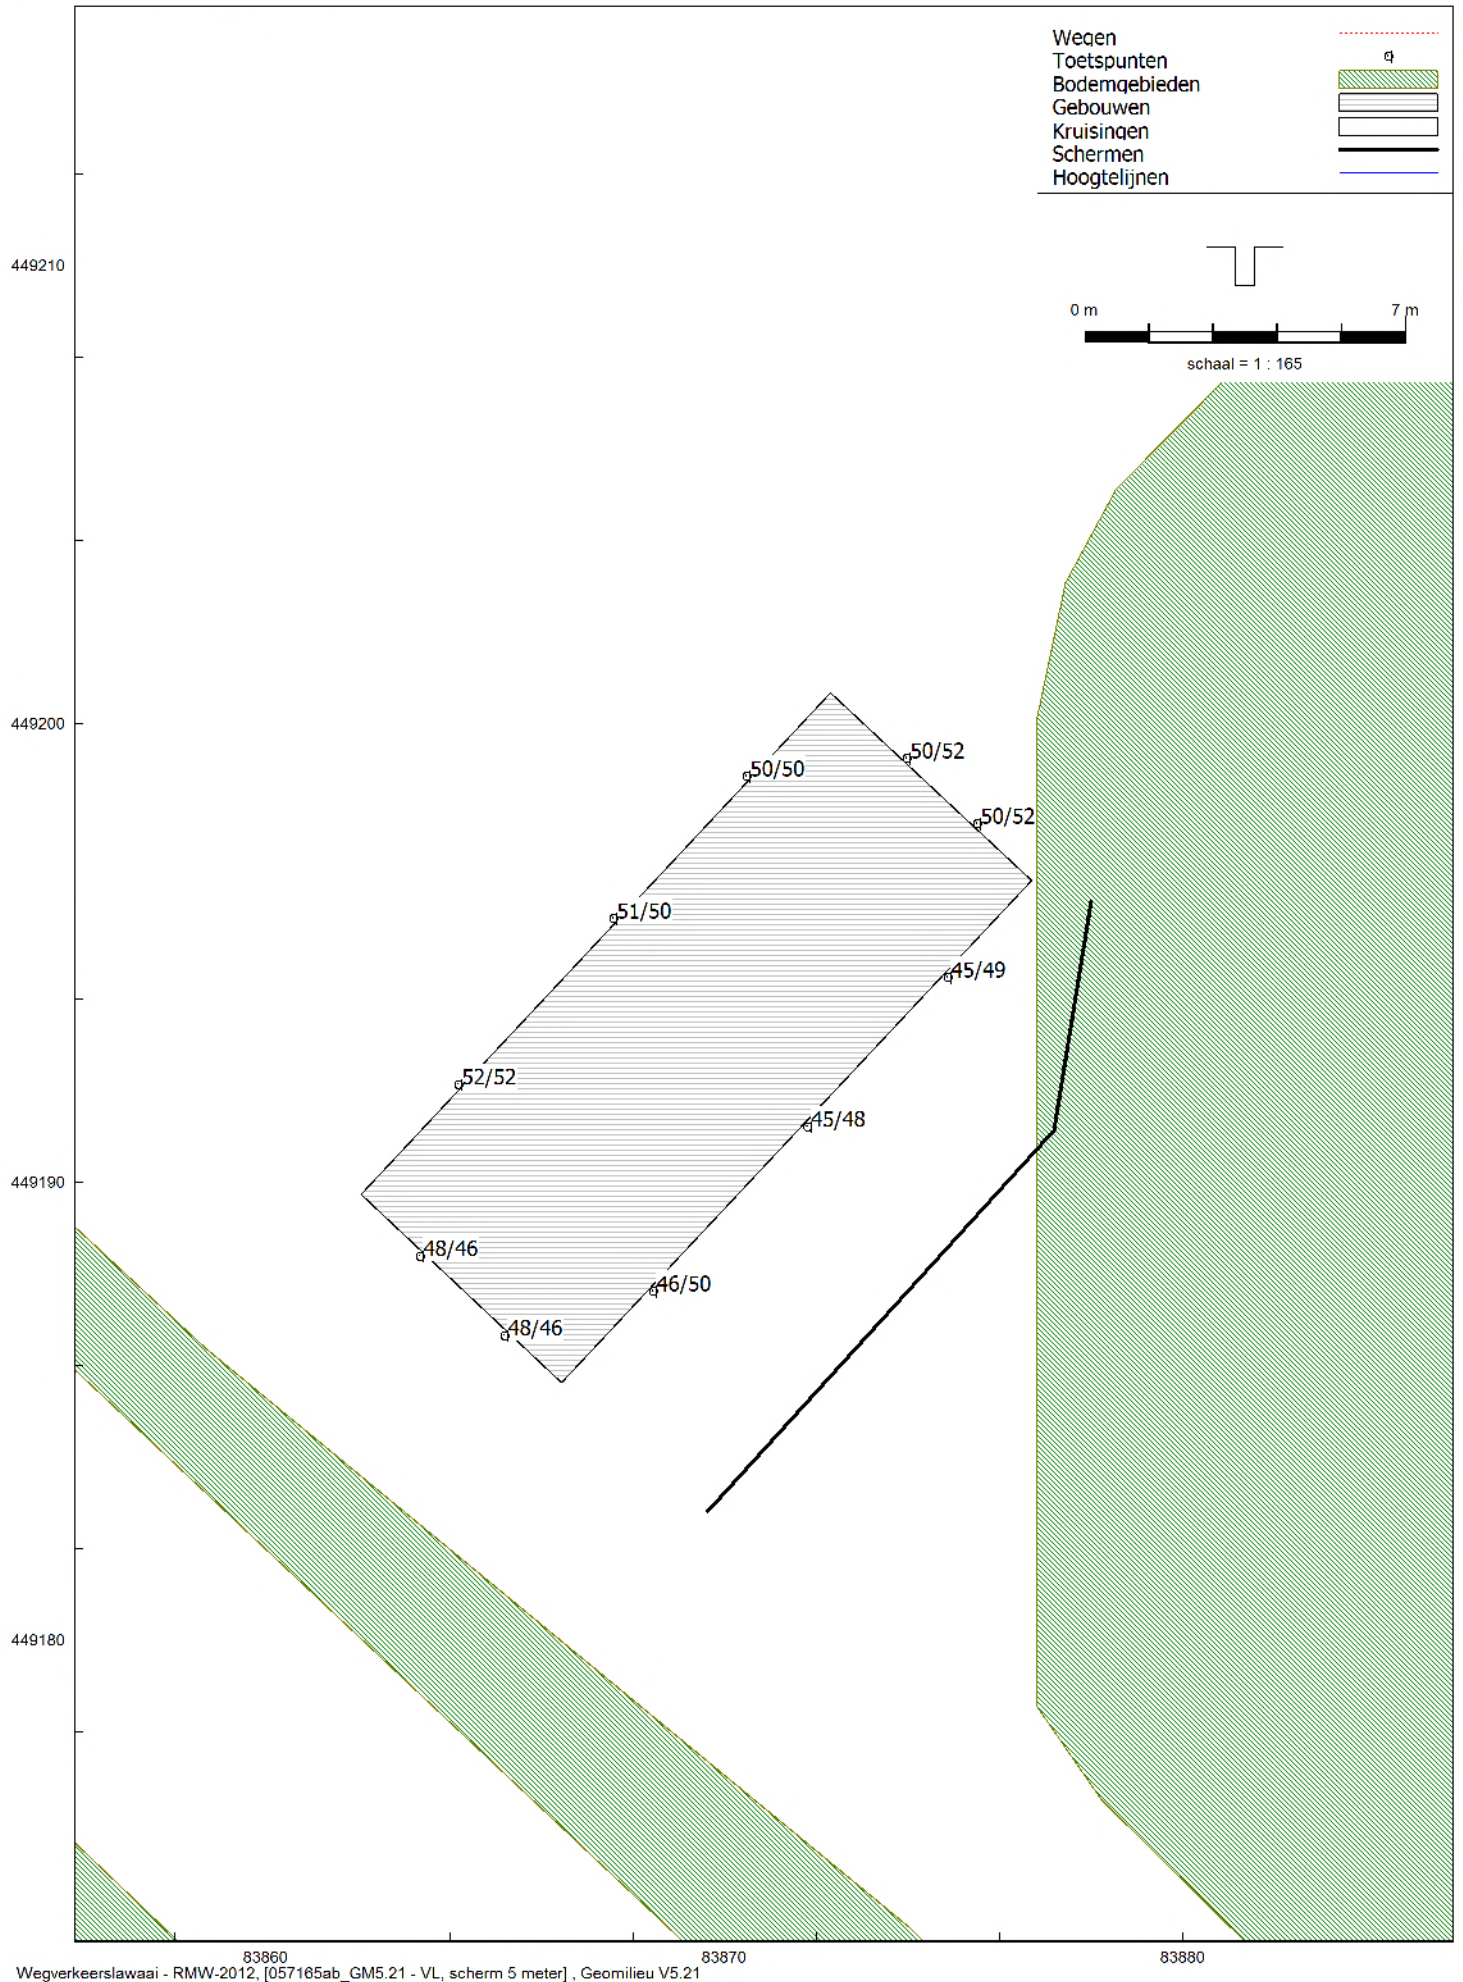 Wegen
Toetspunten
Bodemgebieden
Gebouwen
Kruisingen
Schermen
Hoogtelijnen
0 m 7 m
schaal = 1 : 165
449210
449200
449190
449180
50/52
50/50
50/52
51/50
45/49
52/52
45/48
48/46
46/50
48/46
83860 83870 83880
Wegverkeerslawaai - RMW-2012, [057165ab_GM5.21 - VL, scherm 5 meter] , Geomilieu V5.21